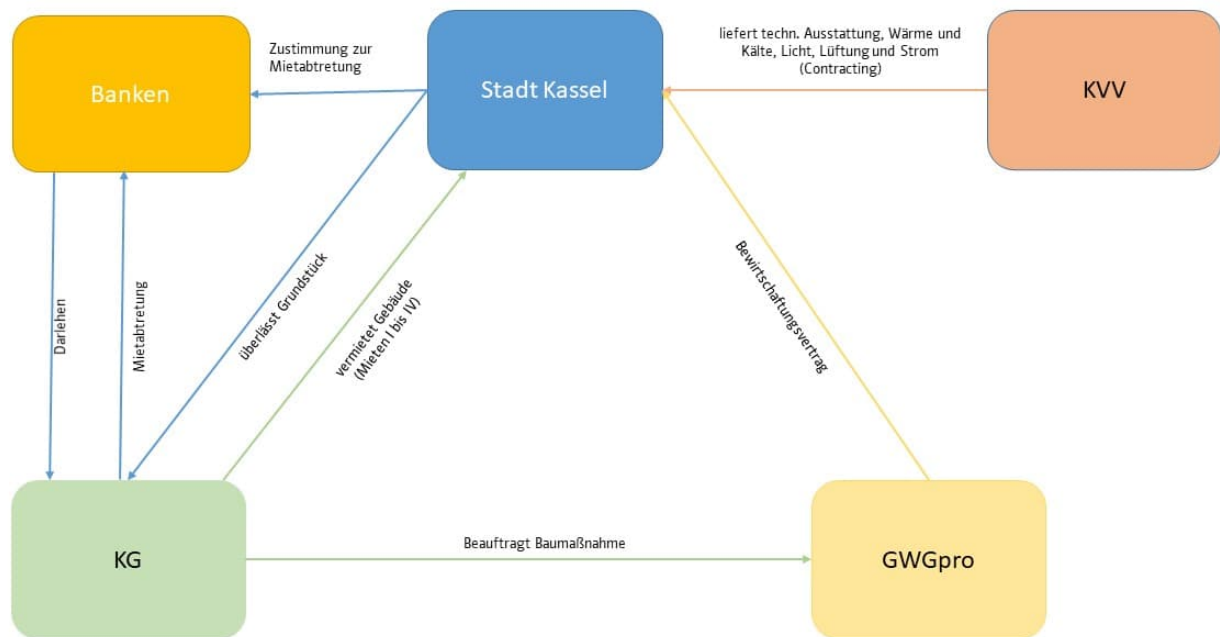 liefert techn. Ausstattung, Wärme und
Kälte, Licht, Lüftung und Strom
(Contracting)
Zustimmung zur
Mietabtretung
Banken
Stadt Kassel
KVV
Darlehen
Mietabtretung
überlässt Grundstück
vermietet Gebäude
(Mieten I bis IV)
Bewirtschaftungsvertrag
Beauftragt Baumaßnahme
KG
GWGpro